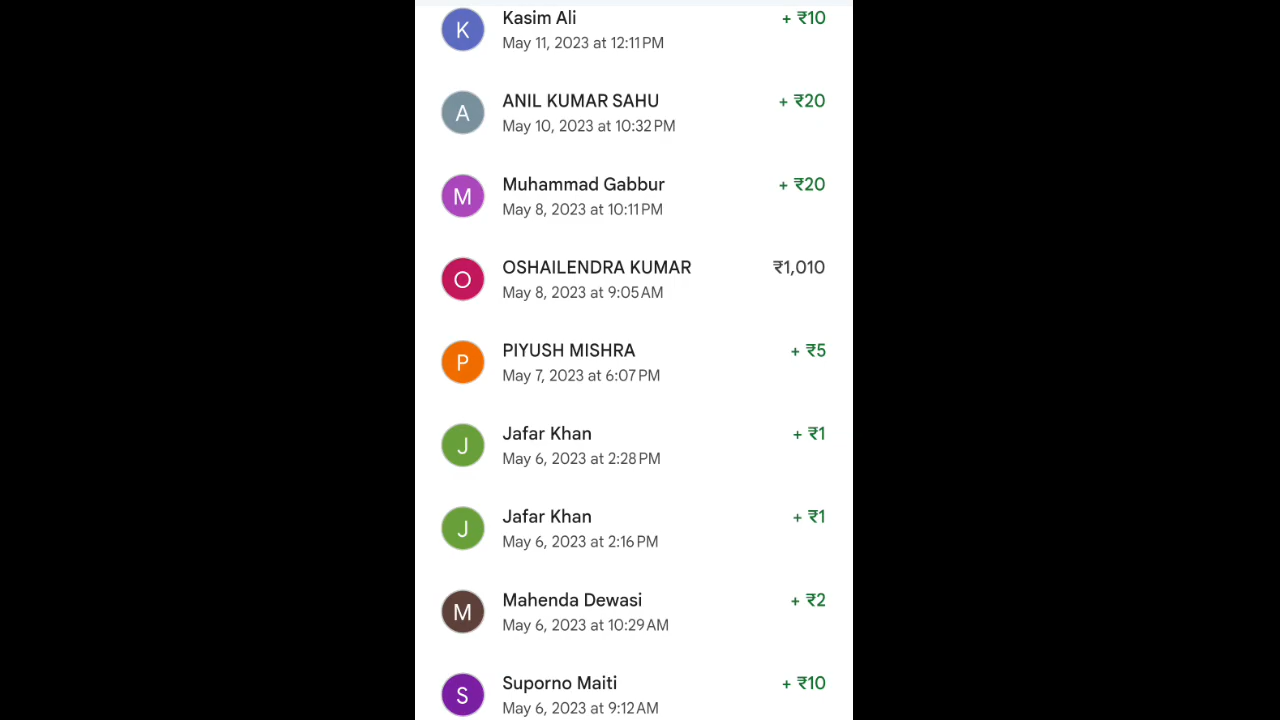 K
Kasim Ali
+ ₹10
May 11, 2023 at 12:11 PM
A
ANIL KUMAR SAHU
+ ₹20
May 10, 2023 at 10:32 PM
M
Muhammad Gabbur
+ ₹20
May 8, 2023 at 10:11 PM
O
OSHAILENDRA KUMAR
₹1,010
May 8, 2023 at 9:05 AM
P
PIYUSH MISHRA
+ ₹5
May 7, 2023 at 6:07 PM
J
Jafar Khan
+ ₹1
May 6, 2023 at 2:28 PM
J
Jafar Khan
+ ₹1
May 6, 2023 at 2:16 PM
M
Mahenda Dewasi
+ ₹2
May 6, 2023 at 10:29 AM
S
Suporno Maiti
+ ₹10
May 6, 2023 at 9:12 AM